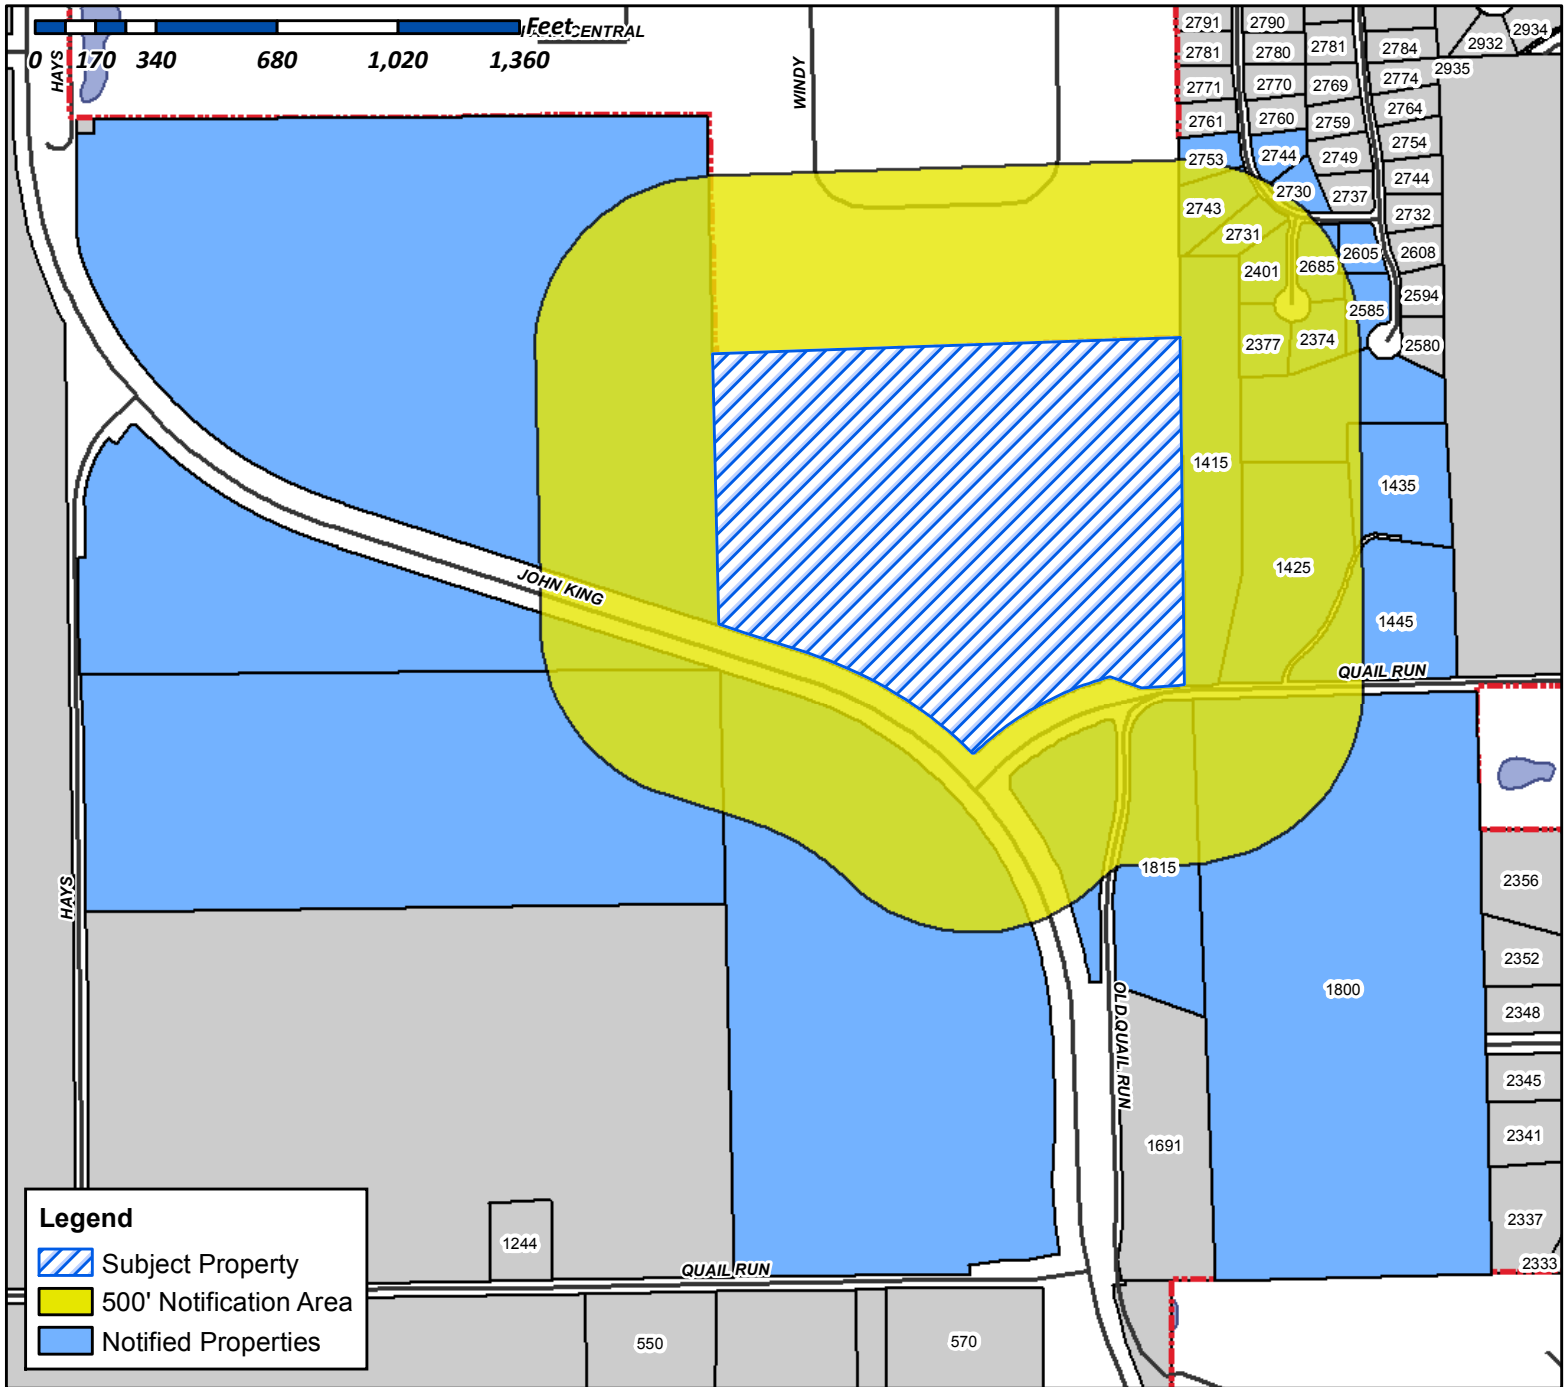 Feet
0 170 340 680 1,020 1,360
CENTRAL
HAYS
WINDY
2791 2790 2934
2932
2781 2780 2781 2784
2935
2771 2770 2769 2774
2764
2761 2760 2759
2754
2753 2744 2749
2744
2730 2737
2743 2732
2731
2401 2685 2605 2608
2594
2585
2377 2374 2580
1415
1435
1425
JOHN KING
1445
QUAIL RUN
1815
2356
HAYS
2352
1800
OLD QUAIL RUN
2348
2345
2341
1691
2337
1244
2333
QUAIL RUN
550
570
Legend
Subject Property
500' Notification Area
Notified Properties